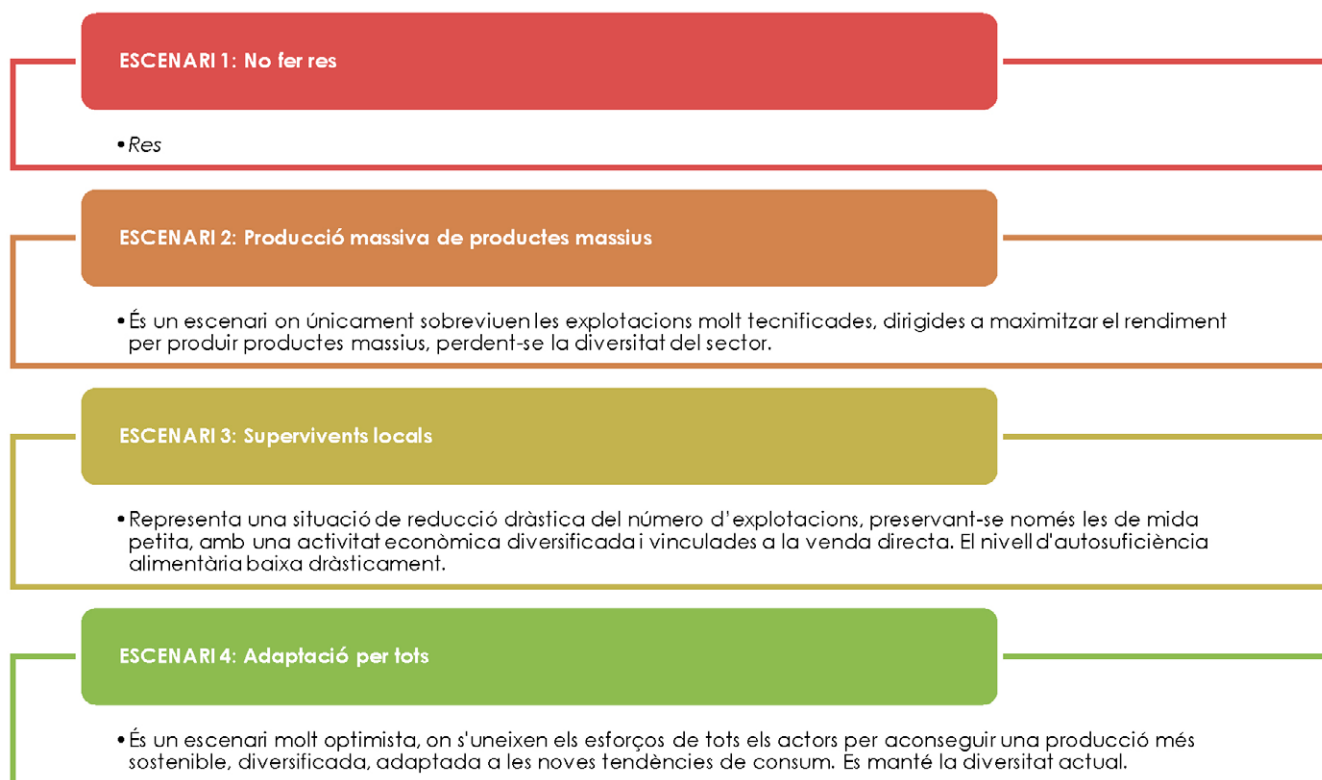 ESCENARI 1: No fer res
• Res
ESCENARI 2: Producció massiva de productes massius
• És un escenari on únicament sobreviuen les explotacions molt tecnificades, dirigides a maximitzar el rendiment
per produir productes massius, perdent-se la diversitat del sector.
ESCENARI 3: Supervivents locals
• Representa una situació de reducció dràstica del número d'explotacions, preservant-se només les de mida
petita, amb una activitat econòmica diversificada i vinculades a la venda directa. El nivell d'autosuficiència
alimentària baixa dràsticament.
ESCENARI 4: Adaptació per tots
• És un escenari molt optimista, on s'uneixen els esforços de tots els actors per aconseguir una producció més
sostenible, diversificada, adaptada a les noves tendències de consum. Es manté la diversitat actual.